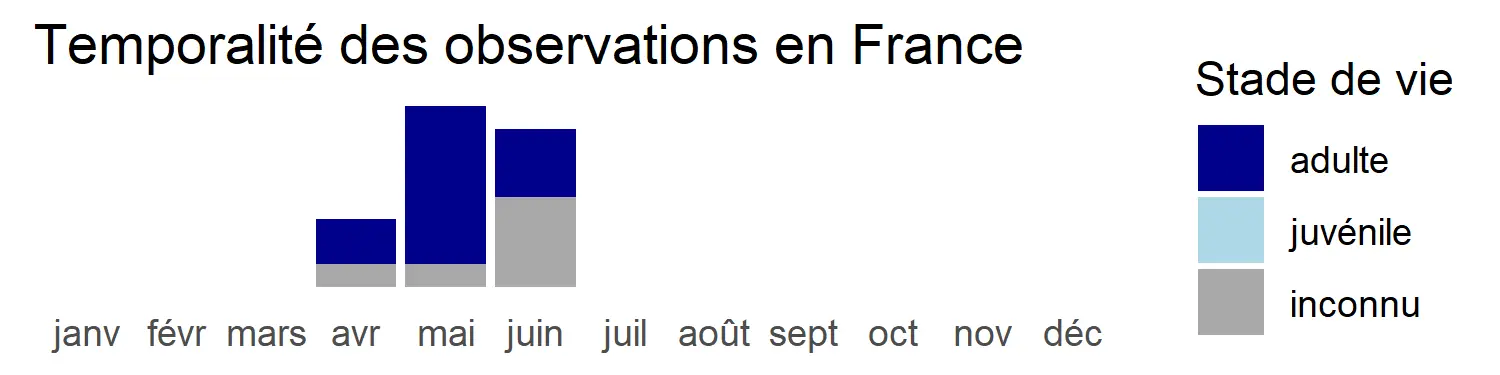 Temporalité des observations en France
Stade de vie
adulte
juvénile
inconnu
janv févr mars avr mai juin juil août sept oct nov déc